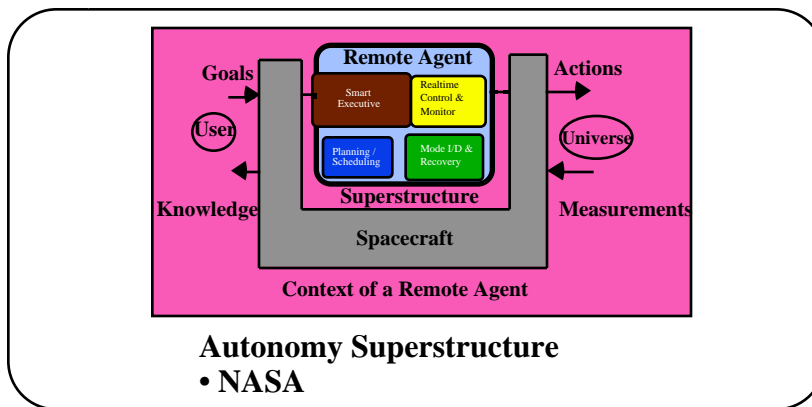 Remote Agent
Goals
Actions
Smart
Executive
Realtime
Control &
Monitor
User
Universe
Planning /
Scheduling
Mode I/D &
Recovery
Superstructure
Knowledge
Measurements
Spacecraft
Context of a Remote Agent
Autonomy Superstructure
• NASA